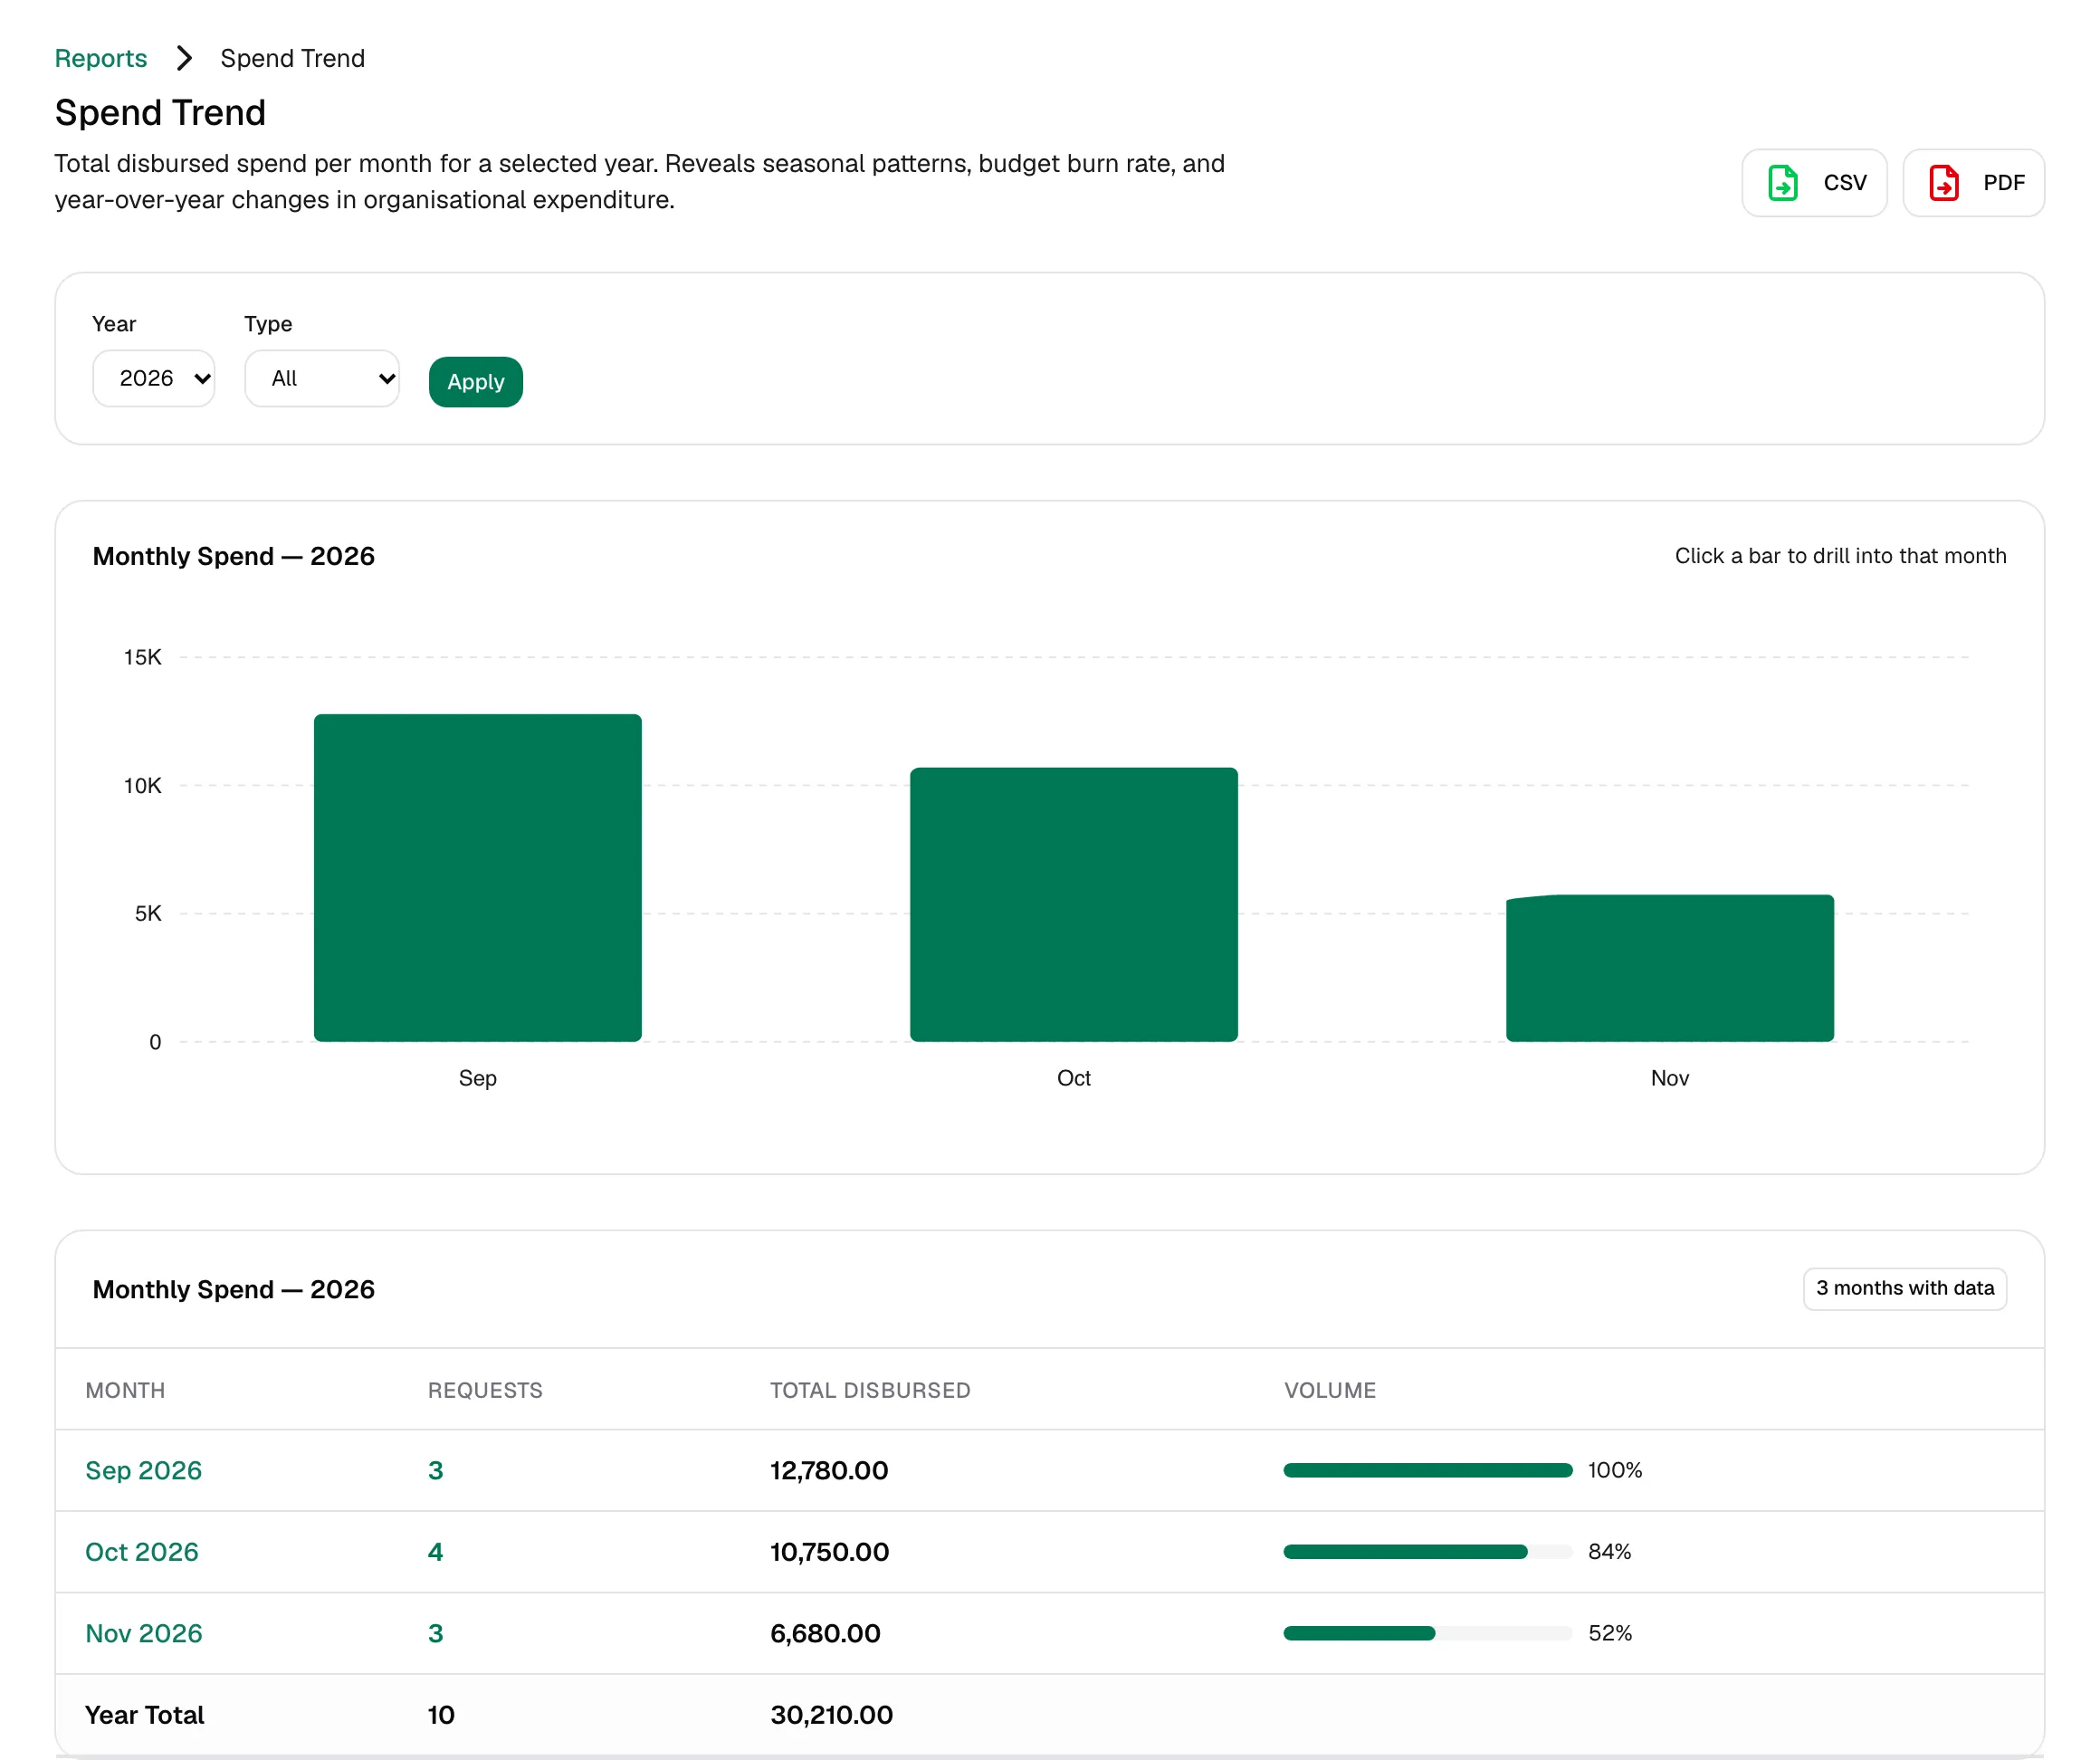 Reports > Spend Trend
Spend Trend
Total disbursed spend per month for a selected year. Reveals seasonal patterns, budget burn rate, and
year-over-year changes in organisational expenditure.
CSV PDF
Year Type
2026 All Apply
Monthly Spend — 2026 Click a bar to drill into that month
15K
10K
5K
0
Sep Oct Nov
Monthly Spend — 2026 3 months with data
MONTH REQUESTS TOTAL DISBURSED VOLUME
Sep 2026 3 12,780.00 100%
Oct 2026 4 10,750.00 84%
Nov 2026 3 6,680.00 52%
Year Total 10 30,210.00